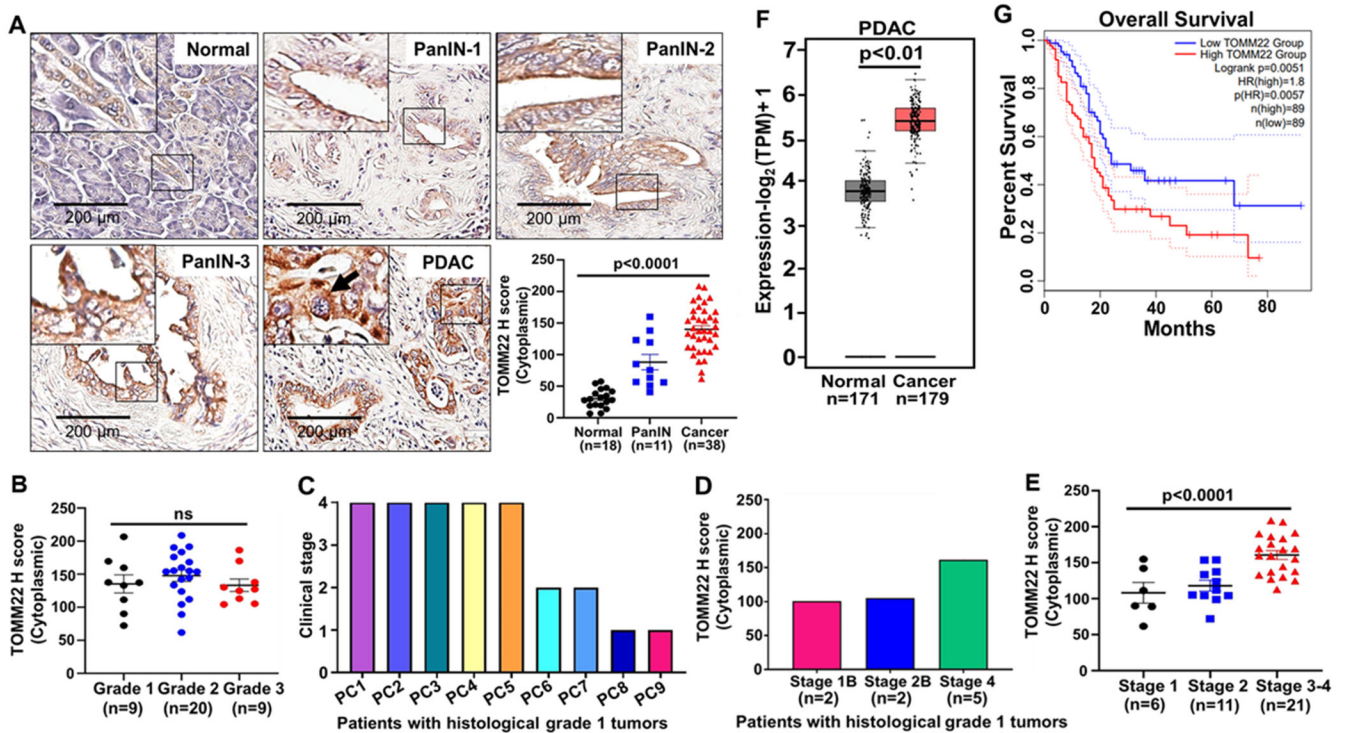 A
Normal
200 µm
PanIN-1
200 µm
PanIN-2
200 µm
PanIN-3
200 µm
PDAC
200 µm
TOMM22 H score
(Cytoplasmic)
250
200
150
100
50
0
p<0.0001
Normal
(n=18)
PanIN
(n=11)
Cancer
(n=38)
F
PDAC
p<0.01
Expression-log2(TPM)+ 1
7
6
5
4
3
2
1
0
Normal
n=171
Cancer
n=179
G
Overall Survival
Low TOMM22 Group
High TOMM22 Group
Logrank p=0.0051
HR(high)=1.8
p(HR)=0.0057
n(high)=89
n(low)=89
Percent Survival
1.0
0.8
0.6
0.4
0.2
0.0
0 20 40 60 80
Months
B
TOMM22 H score
(Cytoplasmic)
250
200
150
100
50
0
ns
Grade 1
(n=9)
Grade 2
(n=20)
Grade 3
(n=9)
C
Clinical stage
4
3
2
1
0
PC1 PC2 PC3 PC4 PC5 PC6 PC7 PC8 PC9
Patients with histological grade 1 tumors
D
TOMM22 H score
(Cytoplasmic)
250
200
150
100
50
0
Stage 1B
(n=2)
Stage 2B
(n=2)
Stage 4
(n=5)
Patients with histological grade 1 tumors
E
TOMM22 H score
(Cytoplasmic)
250
200
150
100
50
0
p<0.0001
Stage 1
(n=6)
Stage 2
(n=11)
Stage 3-4
(n=21)